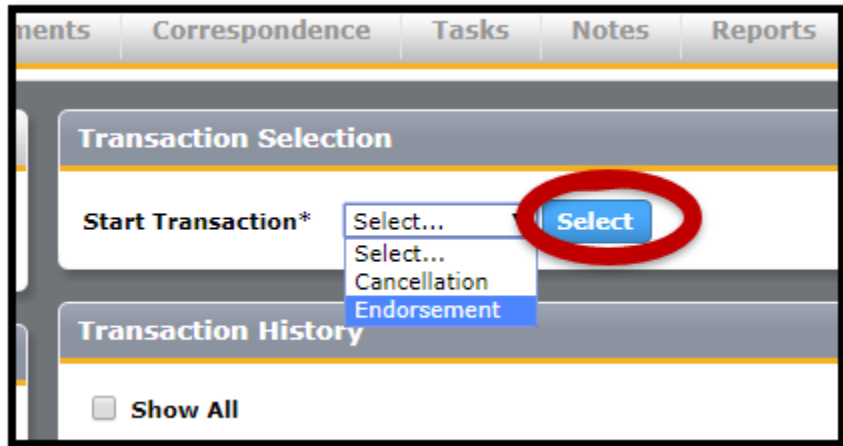 ments Correspondence Tasks Notes Reports
Transaction Selection
Start Transaction* Select... Select
Select...
Cancellation
Endorsement
Transaction History
Show All